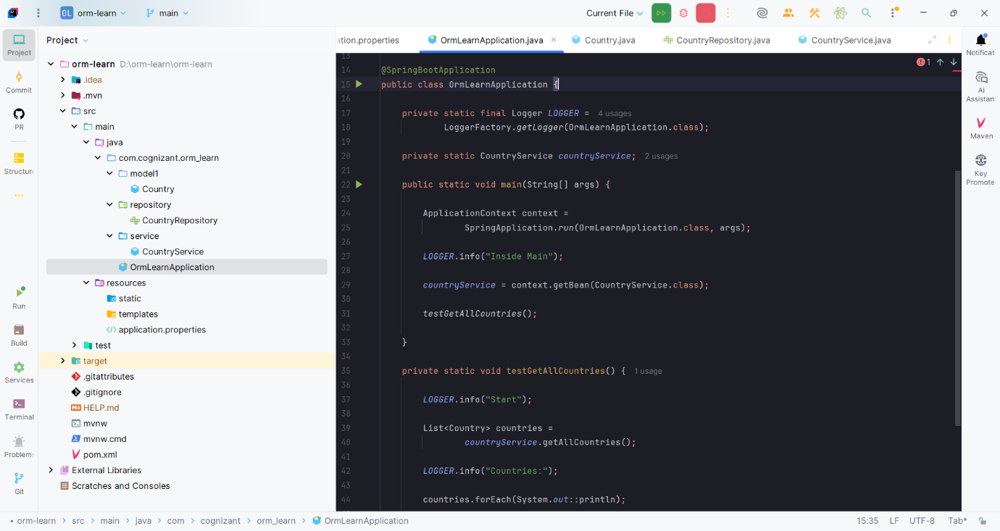 OL orm-learn main Current File
Project
ation.properties OrmLearnApplication.java Country.java CountryRepository.java CountryService.java
Project
Commit
PR
Structur
Run
Build
Services
Terminal
Problems
Git
orm-learn D:\orm-learn\orm-learn
.idea
.mvn
src
main
java
com.cognizant.orm_learn
model1
Country
repository
CountryRepository
service
CountryService
OrmLearnApplication
resources
static
templates
application.properties
test
target
.gitattributes
.gitignore
HELP.md
mvnw
mvnw.cmd
pom.xml
External Libraries
Scratches and Consoles
13
14 @SpringBootApplication
15 public class OrmLearnApplication {
16
17 private static final Logger LOGGER = 4 usages
18 LoggerFactory.getLogger(OrmLearnApplication.class);
19
20 private static CountryService countryService; 2 usages
21
22 public static void main(String[] args) {
23
24 ApplicationContext context =
25 SpringApplication.run(OrmLearnApplication.class, args);
26
27 LOGGER.info("Inside Main");
28
29 countryService = context.getBean(CountryService.class);
30
31 testGetAllCountries();
32
33 }
34
35 private static void testGetAllCountries() { 1 usage
36
37 LOGGER.info("Start");
38
39 List<Country> countries =
40 countryService.getAllCountries();
41
42 LOGGER.info("Countries:");
43
44 countries.forEach(System.out::println);
1
Notificati
AI
Assistan
Maven
Key
Promote
orm-learn > src > main > java > com > cognizant > orm_learn > OrmLearnApplication 15:35 LF UTF-8 Tab*